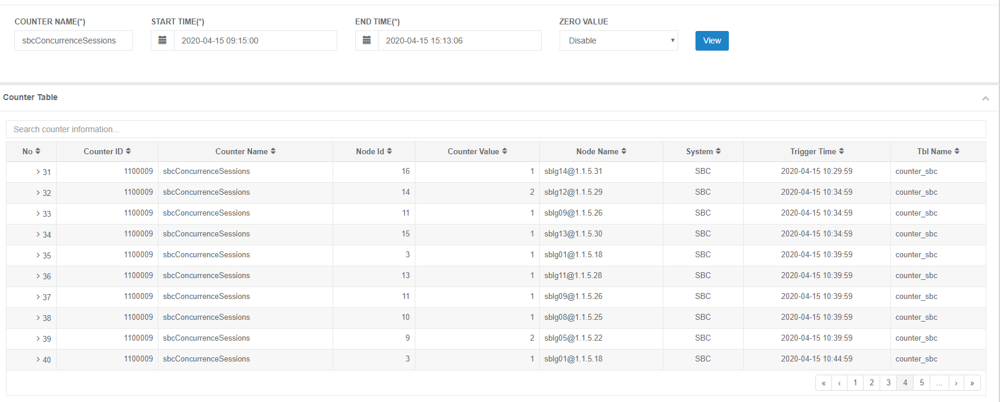 COUNTER NAME(*) START TIME(*) END TIME(*) ZERO VALUE
sbcConcurrenceSessions 2020-04-15 09:15:00 2020-04-15 15:13:06 Disable View
Counter Table
Search counter information...
No Counter ID Counter Name Node Id Counter Value Node Name System Trigger Time Tbl Name
> 31 1100009 sbcConcurrenceSessions 16 1 sblg14@1.1.5.31 SBC 2020-04-15 10:29:59 counter_sbc
> 32 1100009 sbcConcurrenceSessions 14 2 sblg12@1.1.5.29 SBC 2020-04-15 10:34:59 counter_sbc
> 33 1100009 sbcConcurrenceSessions 11 1 sblg09@1.1.5.26 SBC 2020-04-15 10:34:59 counter_sbc
> 34 1100009 sbcConcurrenceSessions 15 1 sblg13@1.1.5.30 SBC 2020-04-15 10:34:59 counter_sbc
> 35 1100009 sbcConcurrenceSessions 3 1 sblg01@1.1.5.18 SBC 2020-04-15 10:39:59 counter_sbc
> 36 1100009 sbcConcurrenceSessions 13 1 sblg11@1.1.5.28 SBC 2020-04-15 10:39:59 counter_sbc
> 37 1100009 sbcConcurrenceSessions 11 1 sblg09@1.1.5.26 SBC 2020-04-15 10:39:59 counter_sbc
> 38 1100009 sbcConcurrenceSessions 10 1 sblg08@1.1.5.25 SBC 2020-04-15 10:39:59 counter_sbc
> 39 1100009 sbcConcurrenceSessions 9 2 sblg05@1.1.5.22 SBC 2020-04-15 10:39:59 counter_sbc
> 40 1100009 sbcConcurrenceSessions 3 1 sblg01@1.1.5.18 SBC 2020-04-15 10:44:59 counter_sbc
« ‹ 1 2 3 4 5 ... › »